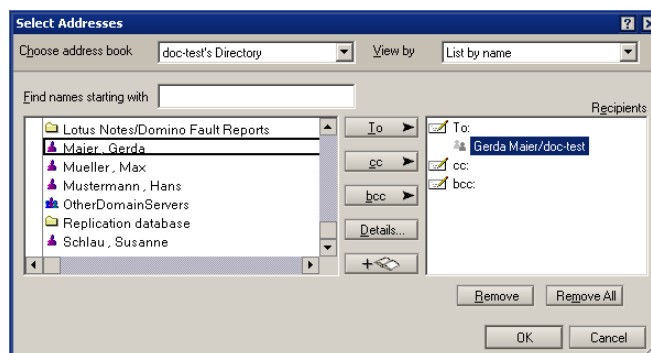 Select Addresses
Choose address book
doc-test's Directory
View by
List by name
Find names starting with
Recipients
Lotus Notes/Domino Fault Reports
Maier , Gerda
Mueller , Max
Mustermann , Hans
OtherDomainServers
Replication database
Schlau , Susanne
To
cc
bcc
Details...
To:
Gerda Maier/doc-test
cc:
bcc:
Remove
Remove All
OK
Cancel